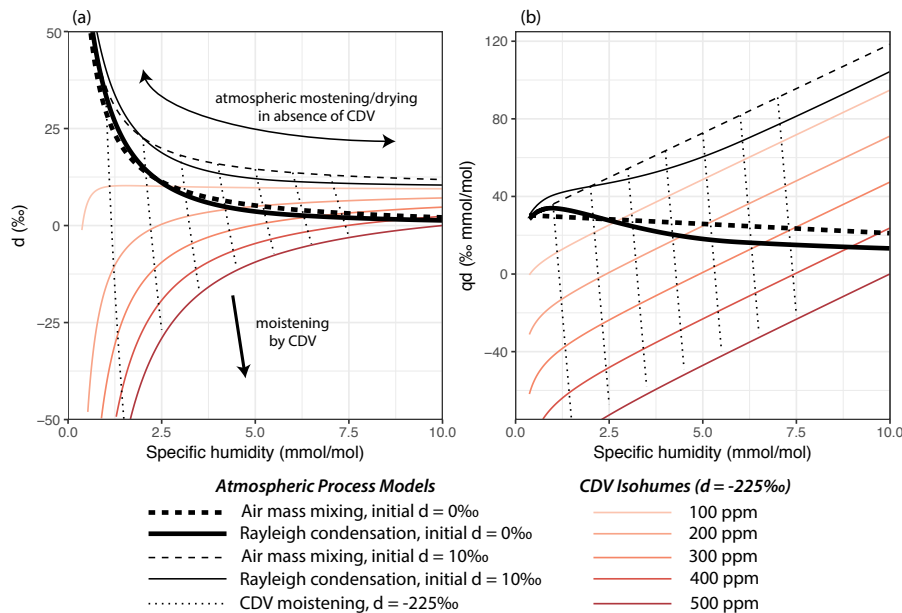 (a)
(b)
50
25
0
−25
−50
d (‰)
atmospheric mostening/drying
in absence of CDV
moistening
by CDV
0.0
2.5
5.0
7.5
10.0
Specific humidity (mmol/mol)
120
80
40
0
−40
qd (‰ mmol/mol)
0.0
2.5
5.0
7.5
10.0
Specific humidity (mmol/mol)
Atmospheric Process Models
Air mass mixing, initial d = 0‰
Rayleigh condensation, initial d = 0‰
Air mass mixing, initial d = 10‰
Rayleigh condensation, initial d = 10‰
CDV moistening, d = -225‰
CDV Isohumes (d = -225‰)
100 ppm
200 ppm
300 ppm
400 ppm
500 ppm